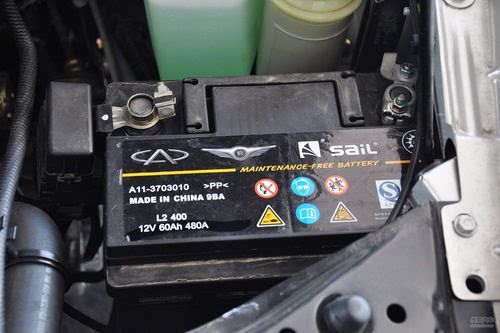 SaiL
MAINTENANCE-FREE BATTERY
A11-3703010 >PP<
MADE IN CHINA 9BA
L2 400
12V 60Ah 480A